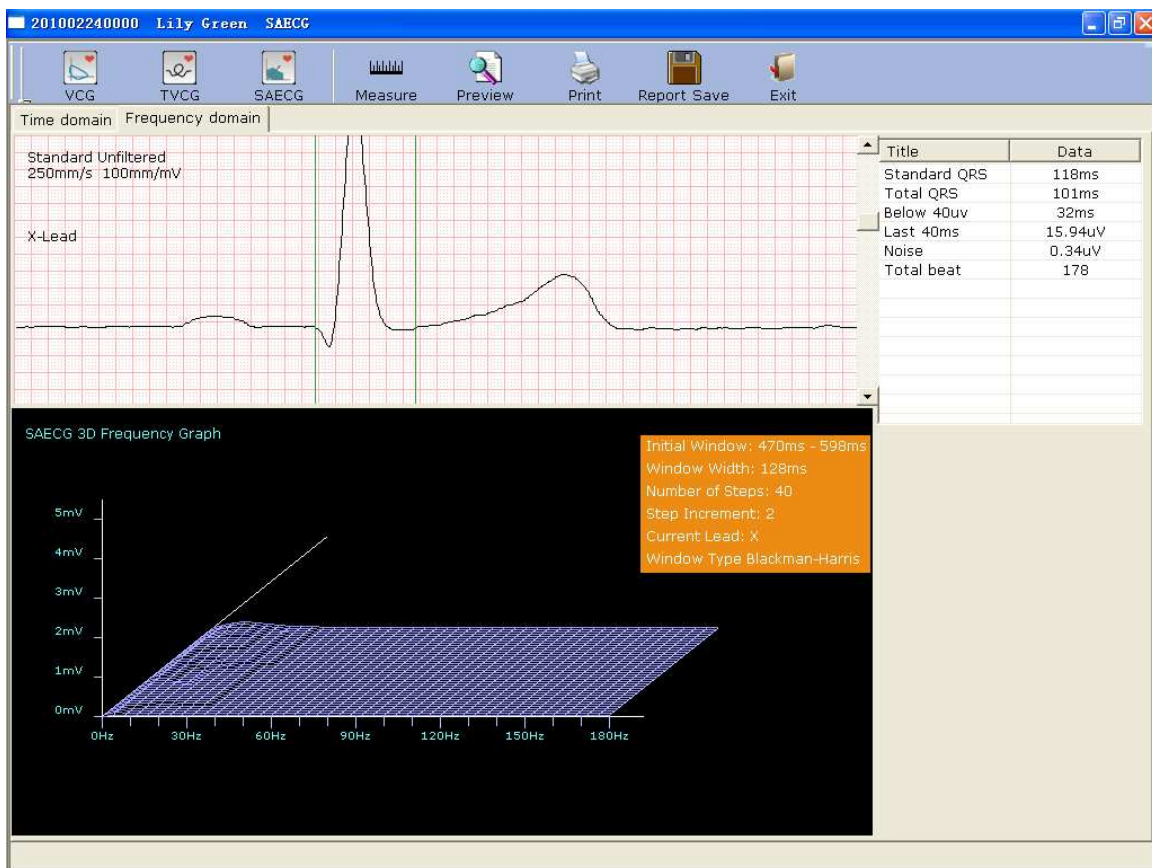 201002240000 Lily Green SAECG
VCG TVCG SAECG Measure Preview Print Report Save Exit
Time domain Frequency domain
Standard Unfiltered
250mm/s 100mm/mV
X-Lead
Title Data
Standard QRS 118ms
Total QRS 101ms
Below 40uv 32ms
Last 40ms 15.94uV
Noise 0.34uV
Total beat 178
SAECG 3D Frequency Graph
Initial Window: 470ms - 598ms
Window Width: 128ms
Number of Steps: 40
Step Increment: 2
Current Lead: X
Window Type Blackman-Harris
5mV
4mV
3mV
2mV
1mV
0mV
0Hz 30Hz 60Hz 90Hz 120Hz 150Hz 180Hz